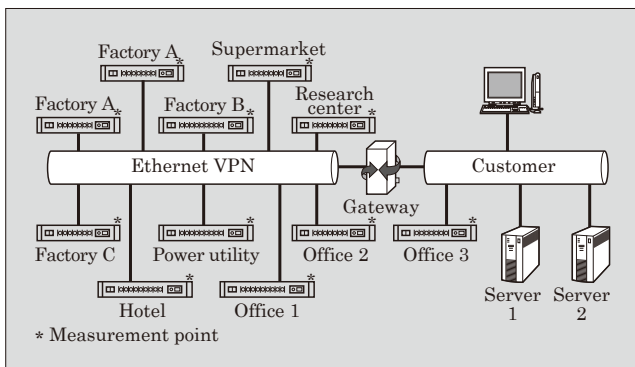 Factory A
Supermarket
Factory A
Factory B
Research
center
Ethernet VPN
Customer
Gateway
Factory C
Power utility
Office 2
Office 3
Hotel
Office 1
Server
1
Server
2
* Measurement point